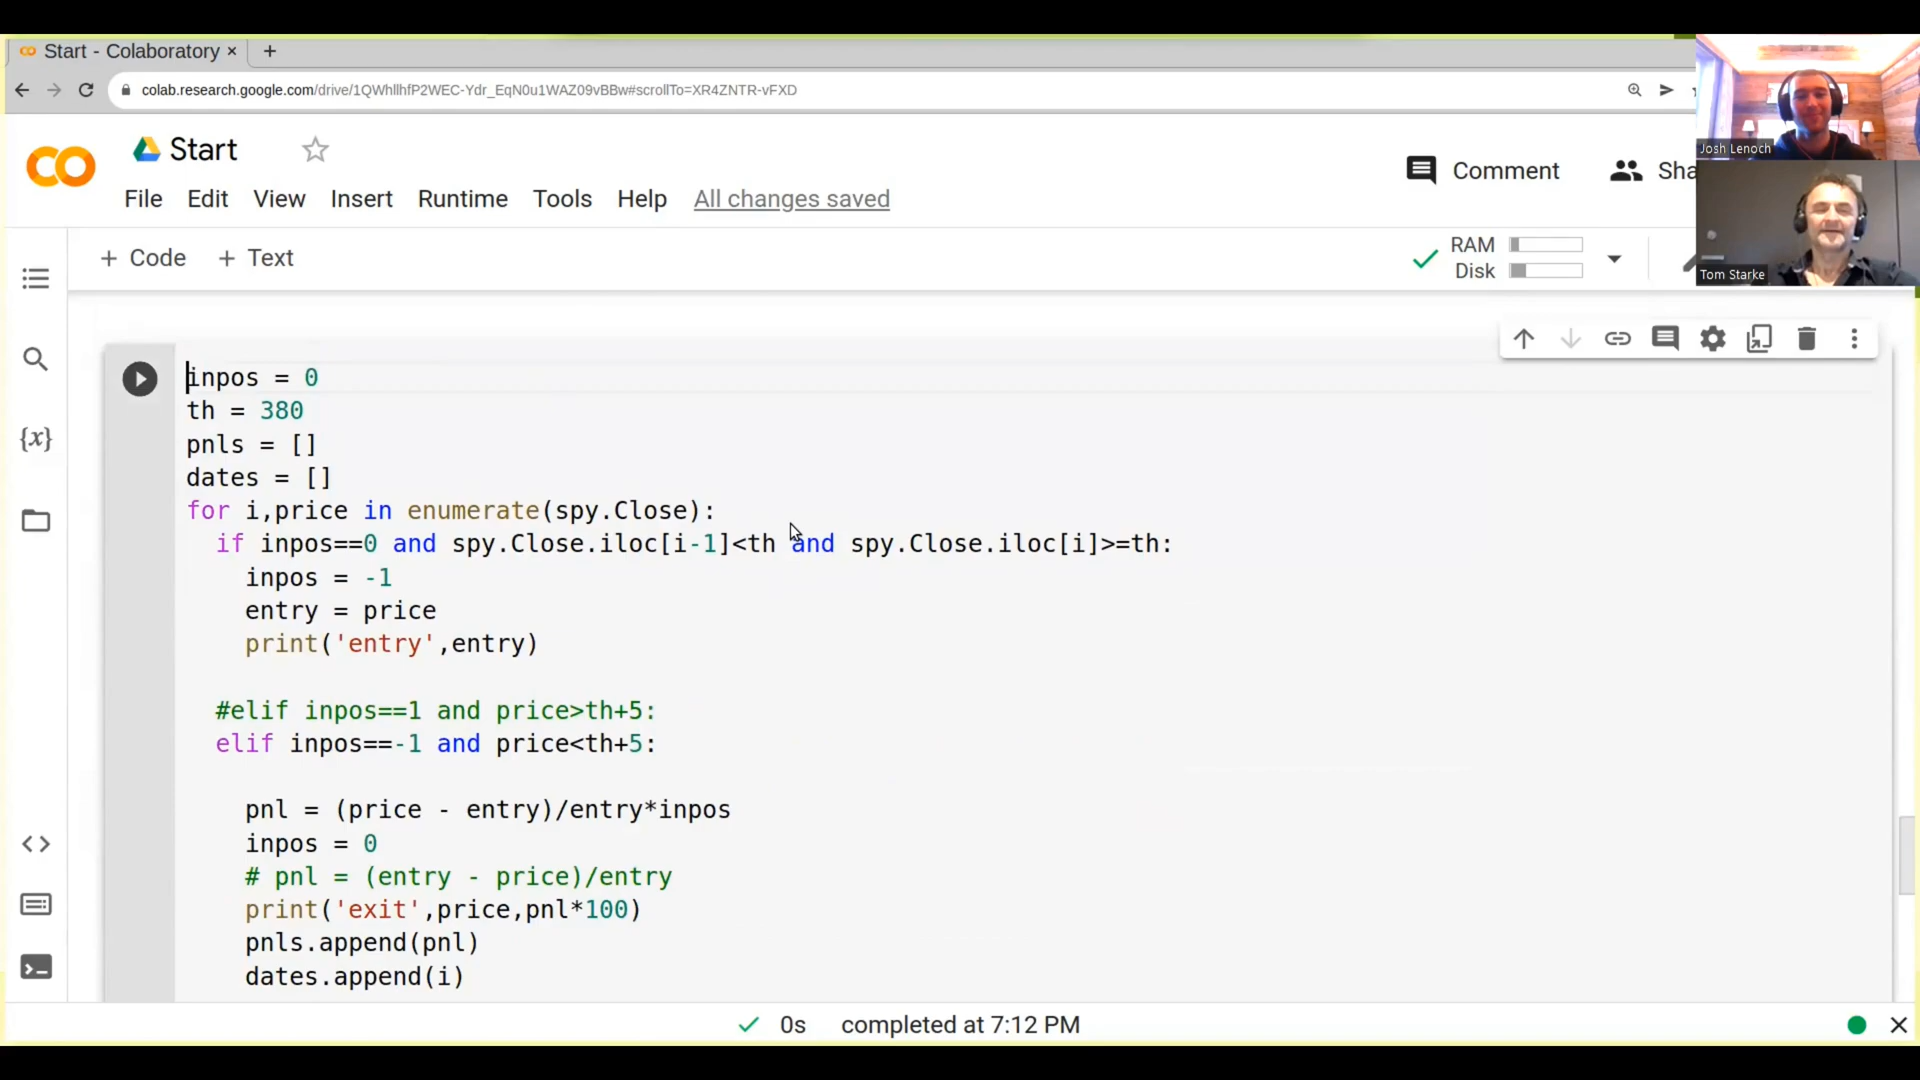 Start - Colaboratory
colab.research.google.com/drive/1QWhllhfP2WEC-Ydr_EqN0u1WAZ09vBBw#scrollTo=XR4ZNTR-vFXD
Josh Lenoch
Start
Comment
Sha
File Edit View Insert Runtime Tools Help All changes saved
+ Code + Text
RAM
Disk
Tom Starke
{x}
inpos = 0
th = 380
pnls = []
dates = []
for i,price in enumerate(spy.Close):
  if inpos==0 and spy.Close.iloc[i-1]<th and spy.Close.iloc[i]>=th:
    inpos = -1
    entry = price
    print('entry',entry)
  #elif inpos==1 and price>th+5:
  elif inpos==-1 and price<th+5:
    pnl = (price - entry)/entry*inpos
    inpos = 0
    # pnl = (entry - price)/entry
    print('exit',price,pnl*100)
    pnls.append(pnl)
    dates.append(i)
0s completed at 7:12 PM